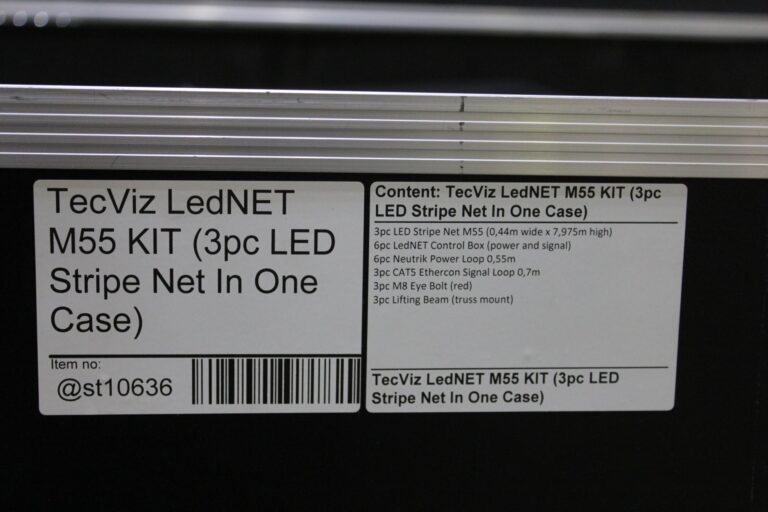 TecViz LedNET
M55 KIT (3pc LED
Stripe Net In One
Case)
Item no:
@st10636
Content: TecViz LedNET M55 KIT (3pc
LED Stripe Net In One Case)
3pc LED Stripe Net M55 (0,44m wide x 7,975m high)
6pc LedNET Control Box (power and signal)
6pc Neutrik Power Loop 0,55m
3pc CAT5 Ethercon Signal Loop 0,7m
3pc M8 Eye Bolt (red)
3pc Lifting Beam (truss mount)
TecViz LedNET M55 KIT (3pc LED
Stripe Net In One Case)